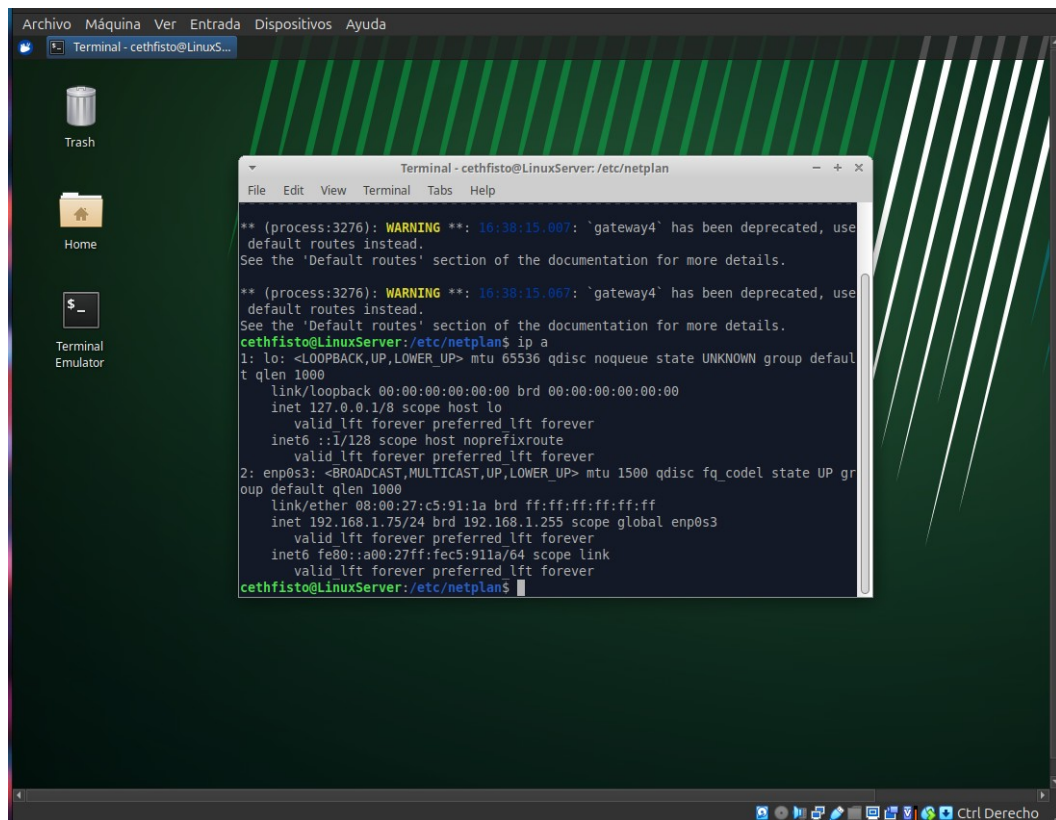 Archivo Máquina Ver Entrada Dispositivos Ayuda
Terminal - cethfisto@LinuxS...
Trash
Home
Terminal
Emulator
Terminal - cethfisto@LinuxServer: /etc/netplan
File Edit View Terminal Tabs Help
** (process:3276): WARNING **: 16:38:15.007: `gateway4` has been deprecated, use
default routes instead.
See the 'Default routes' section of the documentation for more details.
** (process:3276): WARNING **: 16:38:15.067: `gateway4` has been deprecated, use
default routes instead.
See the 'Default routes' section of the documentation for more details.
cethfisto@LinuxServer:/etc/netplan$ ip a
1: lo: <LOOPBACK,UP,LOWER_UP> mtu 65536 qdisc noqueue state UNKNOWN group defaul
t qlen 1000
link/loopback 00:00:00:00:00:00 brd 00:00:00:00:00:00
inet 127.0.0.1/8 scope host lo
valid_lft forever preferred_lft forever
inet6 ::1/128 scope host noprefixroute
valid_lft forever preferred_lft forever
2: enp0s3: <BROADCAST,MULTICAST,UP,LOWER_UP> mtu 1500 qdisc fq_codel state UP gr
oup default qlen 1000
link/ether 08:00:27:c5:91:1a brd ff:ff:ff:ff:ff:ff
inet 192.168.1.75/24 brd 192.168.1.255 scope global enp0s3
valid_lft forever preferred_lft forever
inet6 fe80::a00:27ff:fec5:911a/64 scope link
valid_lft forever preferred_lft forever
cethfisto@LinuxServer:/etc/netplan$
Ctrl Derecho